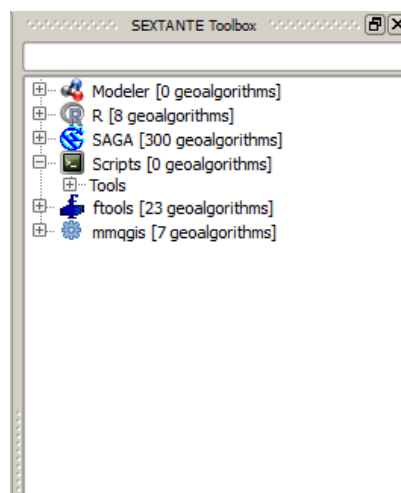 SEXTANTE Toolbox
Modeler [0 geoalgorithms]
R [8 geoalgorithms]
SAGA [300 geoalgorithms]
Scripts [0 geoalgorithms]
Tools
ftools [23 geoalgorithms]
mmqgis [7 geoalgorithms]